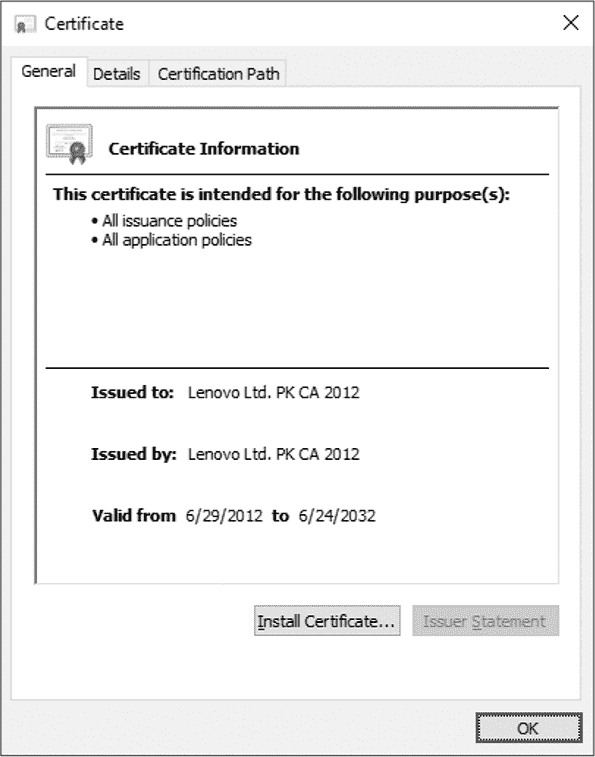 Certificate
General Details Certification Path
Certificate Information
This certificate is intended for the following purpose(s):
• All issuance policies
• All application policies
Issued to: Lenovo Ltd. PK CA 2012
Issued by: Lenovo Ltd. PK CA 2012
Valid from 6/29/2012 to 6/24/2032
Install Certificate... Issuer Statement
OK